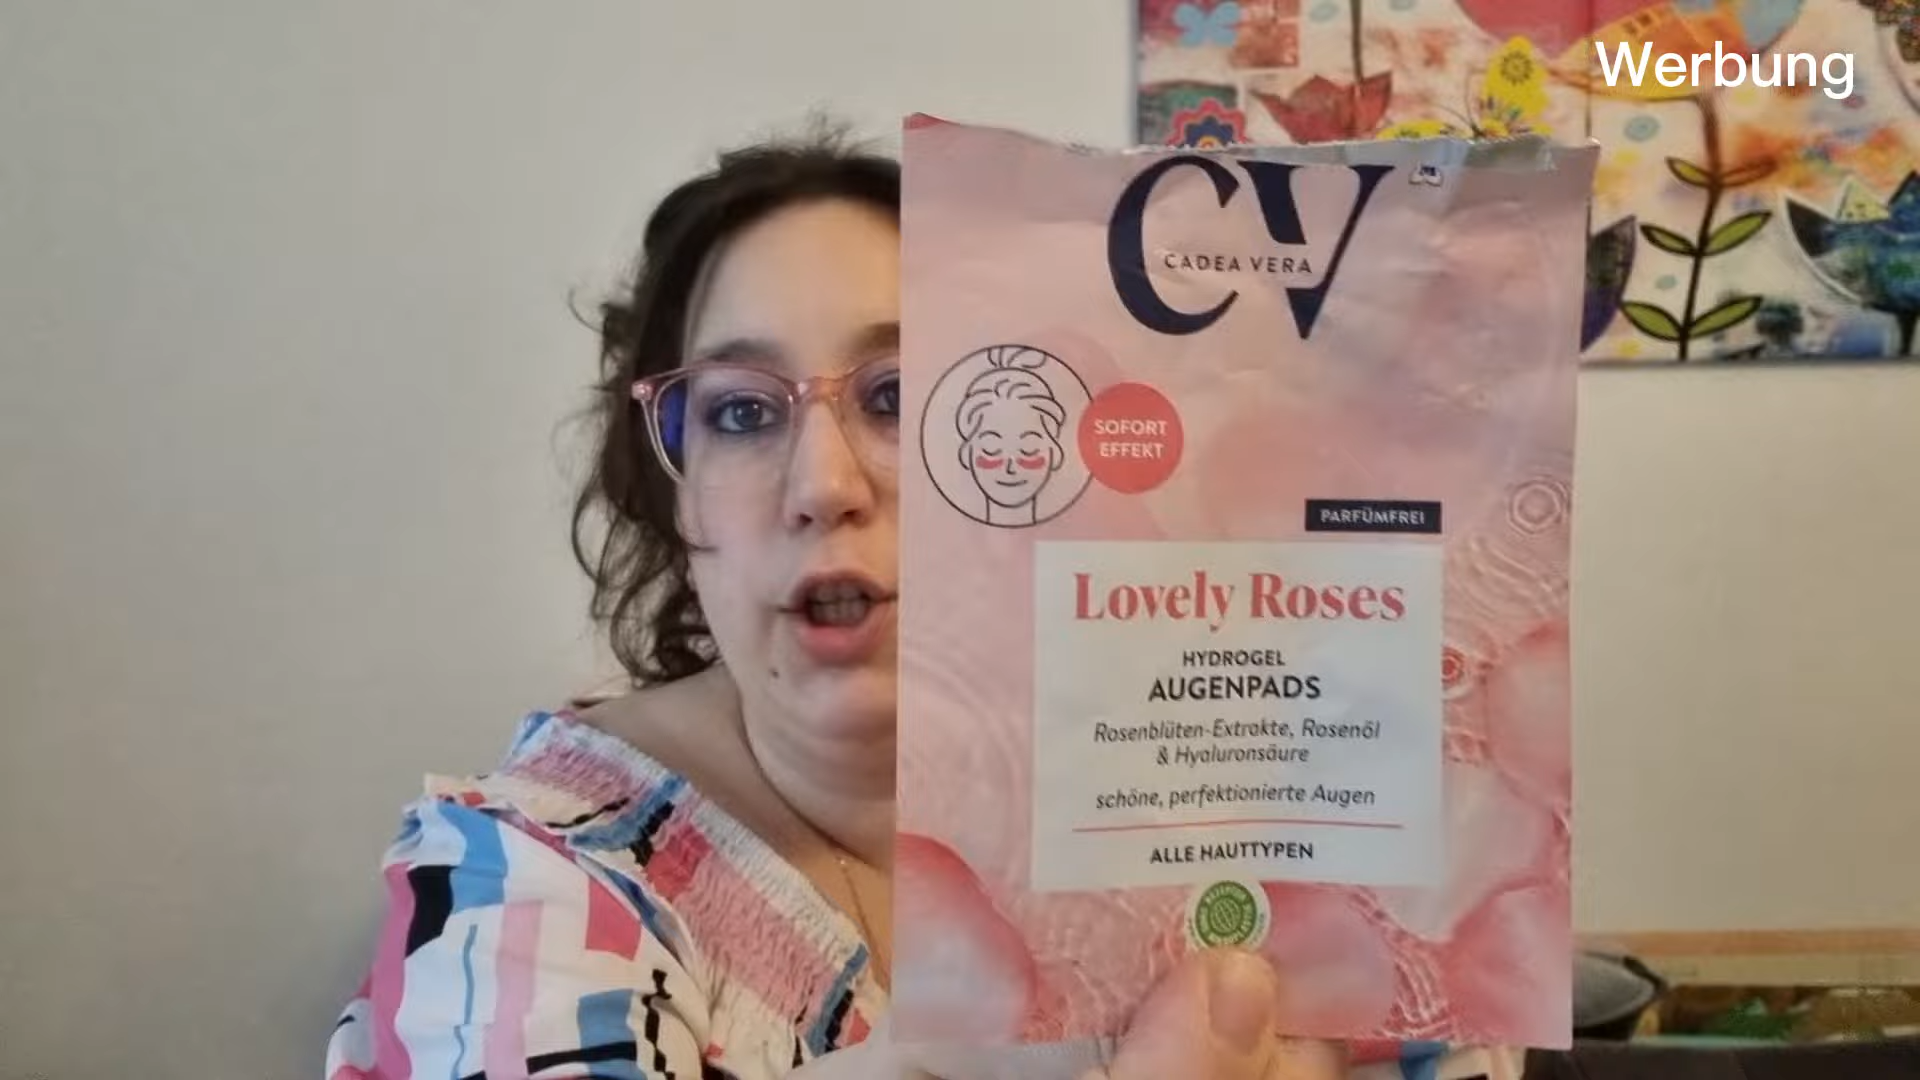 Werbung
CV
CADEA VERA
SOFORT
EFFEKT
PARFÜMFREI
Lovely Roses
HYDROGEL
AUGENPADS
Rosenblüten-Extrakte, Rosenöl
& Hyaluronsäure
schöne, perfektionierte Augen
ALLE HAUTTYPEN